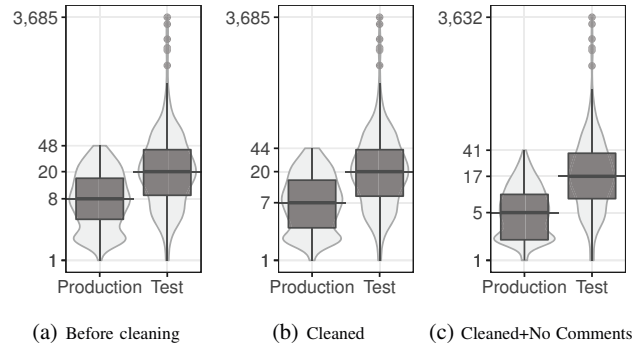 3,685
48
20
8
1
Production Test
(a) Before cleaning
3,685
44
20
7
1
Production Test
(b) Cleaned
3,632
41
17
5
1
Production Test
(c) Cleaned+No Comments